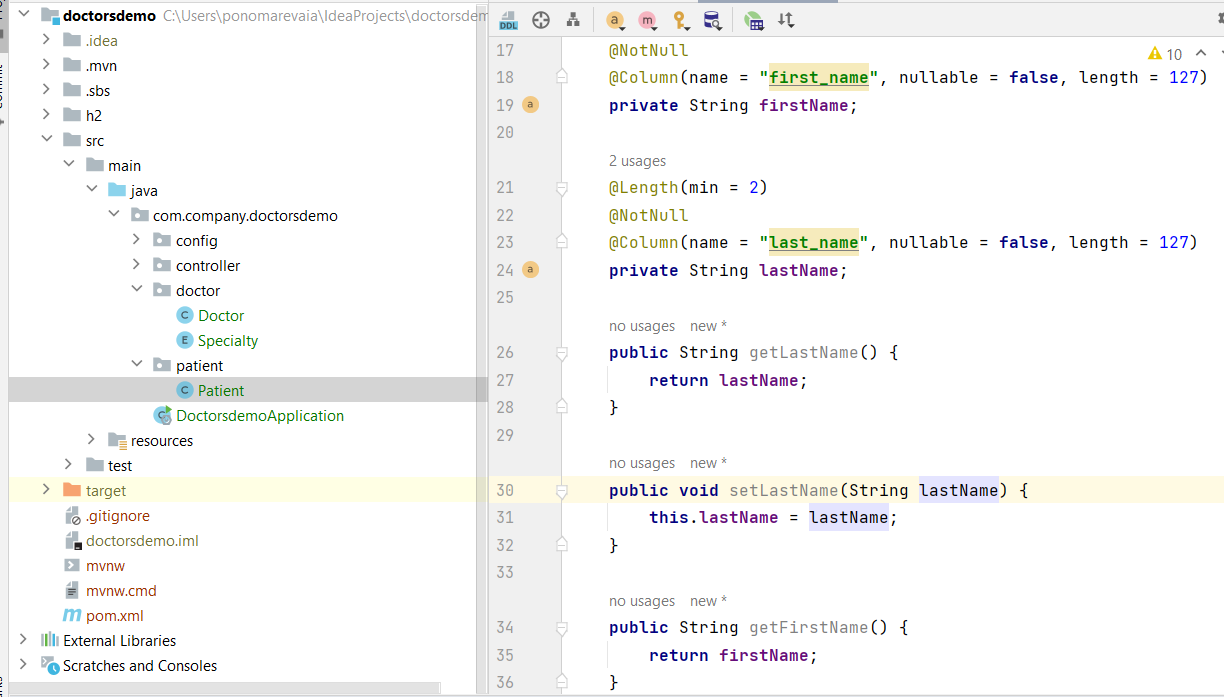 doctorsdemo C:\Users\ponomarevaia\IdeaProjects\doctorsdem
.idea
.mvn
.sbs
h2
src
main
java
com.company.doctorsdemo
config
controller
doctor
C Doctor
E Specialty
patient
C Patient
DoctorsdemoApplication
resources
test
target
.gitignore
doctorsdemo.iml
mvnw
mvnw.cmd
m pom.xml
External Libraries
Scratches and Consoles
DDL a m
10
17 @NotNull
18 @Column(name = "first_name", nullable = false, length = 127)
19 a private String firstName;
20
2 usages
21 @Length(min = 2)
22 @NotNull
23 @Column(name = "last_name", nullable = false, length = 127)
24 a private String lastName;
25
no usages new *
26 public String getLastName() {
27 return lastName;
28 }
29
no usages new *
30 public void setLastName(String lastName) {
31 this.lastName = lastName;
32 }
33
no usages new *
34 public String getFirstName() {
35 return firstName;
36 }